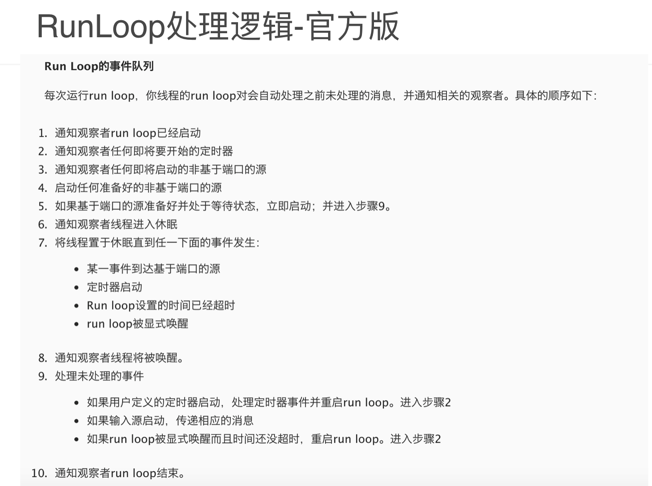 RunLoop处理逻辑-官方版
Run Loop的事件队列
每次运行run loop，你线程的run loop对会自动处理之前未处理的消息，并通知相关的观察者。具体的顺序如下：
1. 通知观察者run loop已经启动
2. 通知观察者任何即将要开始的定时器
3. 通知观察者任何即将启动的非基于端口的源
4. 启动任何准备好的非基于端口的源
5. 如果基于端口的源准备好并处于等待状态，立即启动；并进入步骤9。
6. 通知观察者线程进入休眠
7. 将线程置于休眠直到任一下面的事件发生：
• 某一事件到达基于端口的源
• 定时器启动
• Run loop设置的时间已经超时
• run loop被显式唤醒
8. 通知观察者线程将被唤醒。
9. 处理未处理的事件
• 如果用户定义的定时器启动，处理定时器事件并重启run loop。进入步骤2
• 如果输入源启动，传递相应的消息
• 如果run loop被显式唤醒而且时间还没超时，重启run loop。进入步骤2
10. 通知观察者run loop结束。